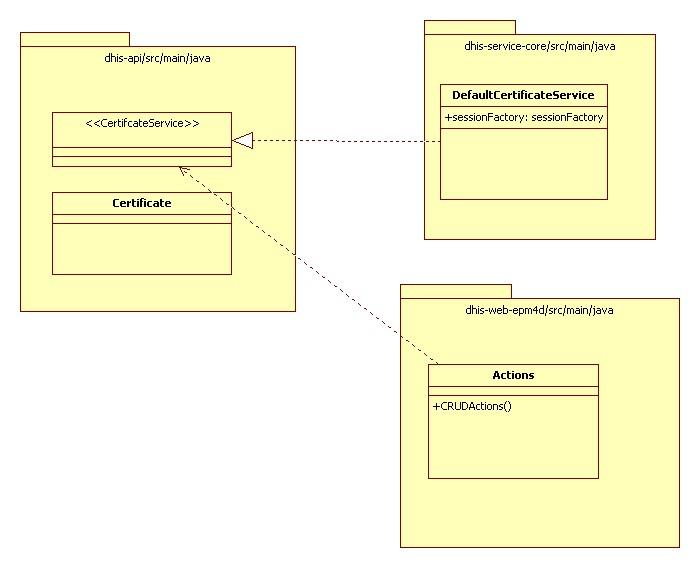 dhis-api/src/main/java
<<CertifcateService>>
Certificate
dhis-service-core/src/main/java
DefaultCertificateService
+sessionFactory: sessionFactory
dhis-web-epm4d/src/main/java
Actions
+CRUDActions()